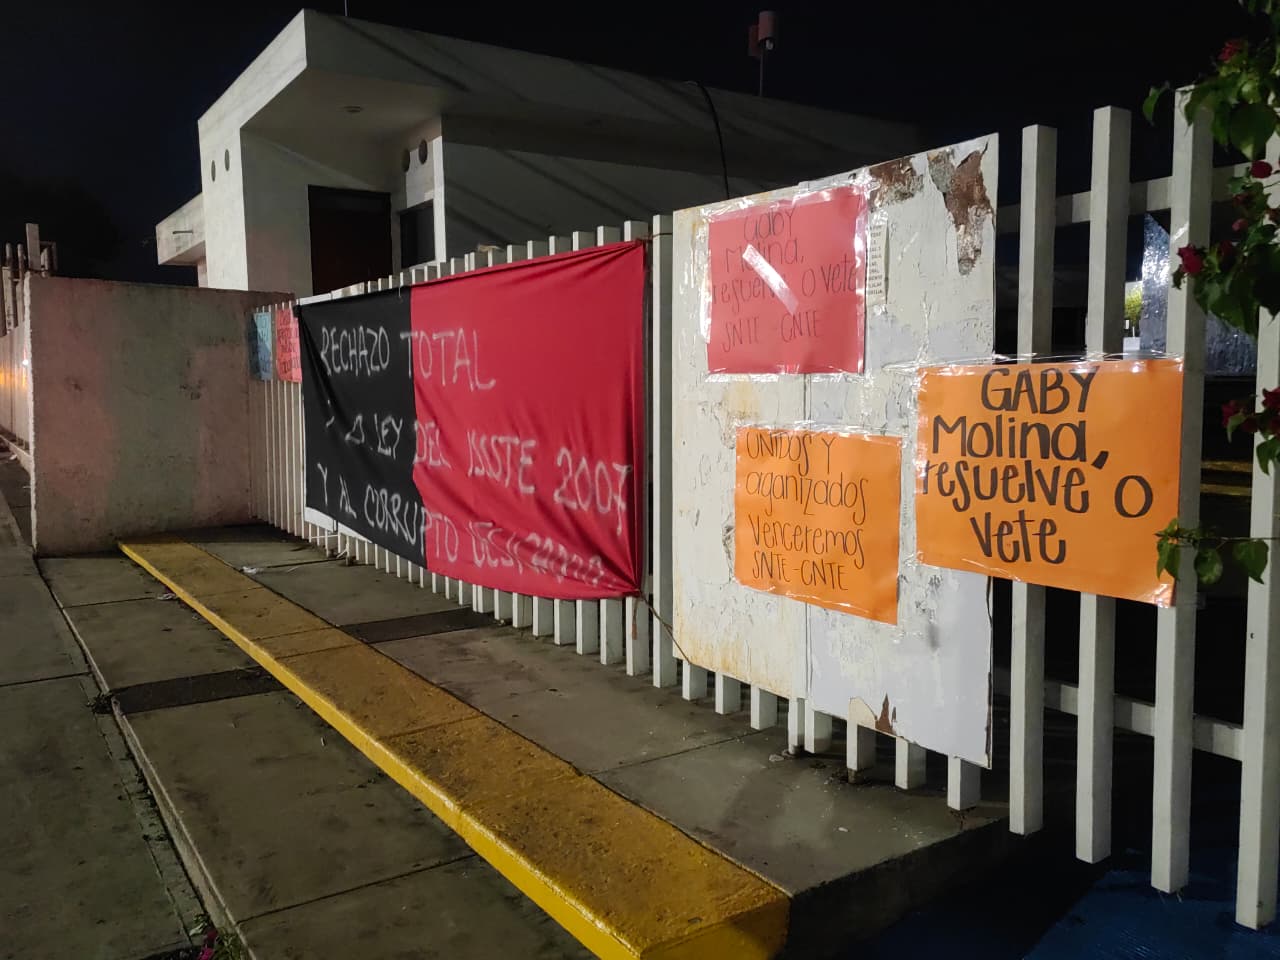 RECHAZO TOTAL
A LA LEY DEL ISSSTE 2007
Y AL CORRUPTO
Gaby
Molina,
resuelve o vete
SNTE - CNTE
UNIDOS Y
organizados
Venceremos
SNTE - CNTE
GABY
Molina,
resuelve, o
vete